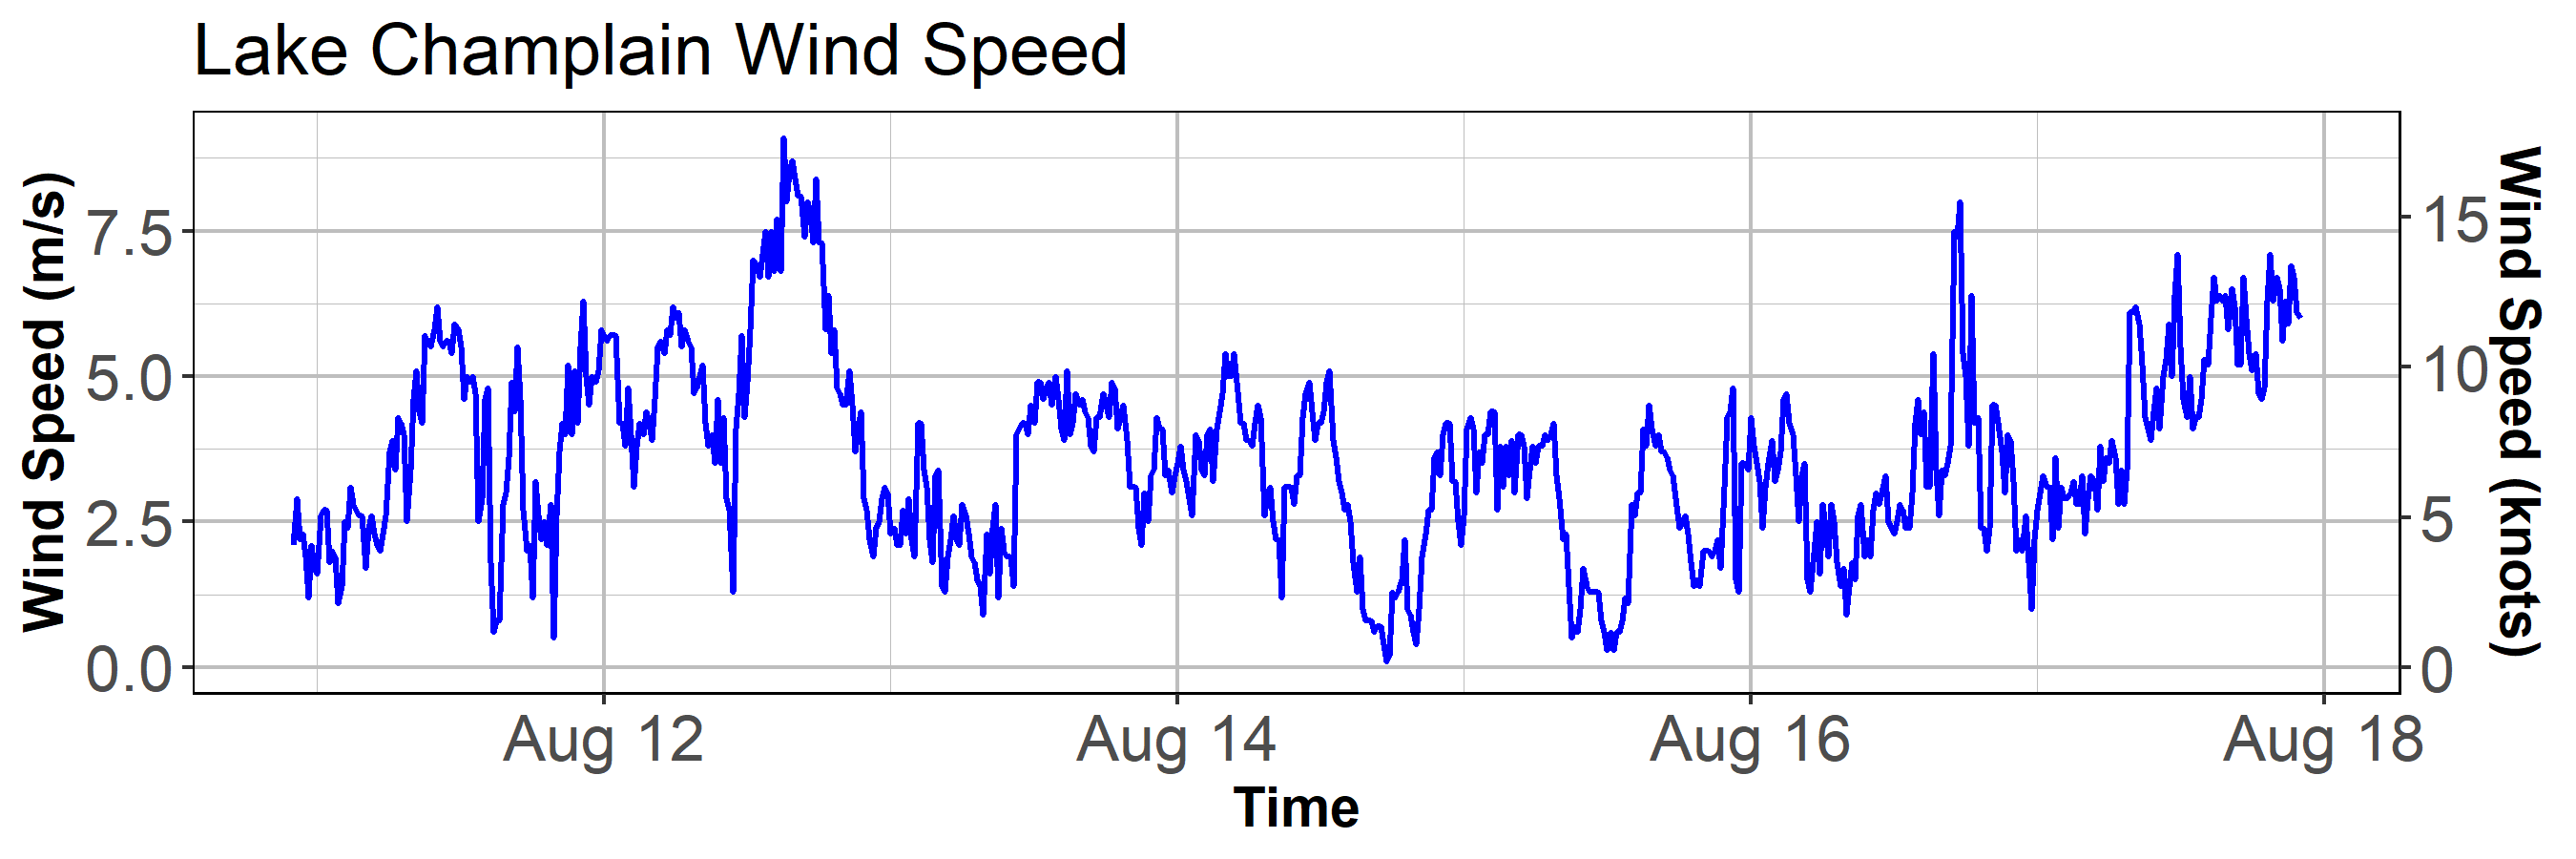 Lake Champlain Wind Speed
Wind Speed (m/s)
7.5
5.0
2.5
0.0
15
10
5
0
Wind Speed (knots)
Aug 12
Aug 14
Aug 16
Aug 18
Time